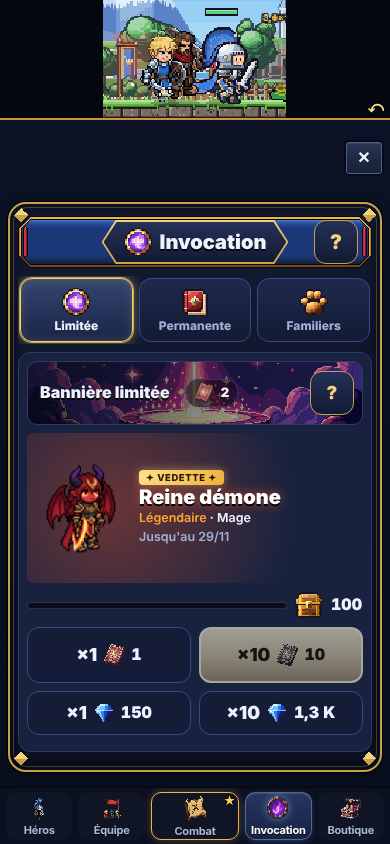 ×
Invocation
?
Limitée
Permanente
Familiers
Bannière limitée
2
?
VEDETTE
Reine démone
Légendaire · Mage
Jusqu'au 29/11
100
×1 1
×10 10
×1 150
×10 1,3 K
Héros
Équipe
Combat
Invocation
Boutique